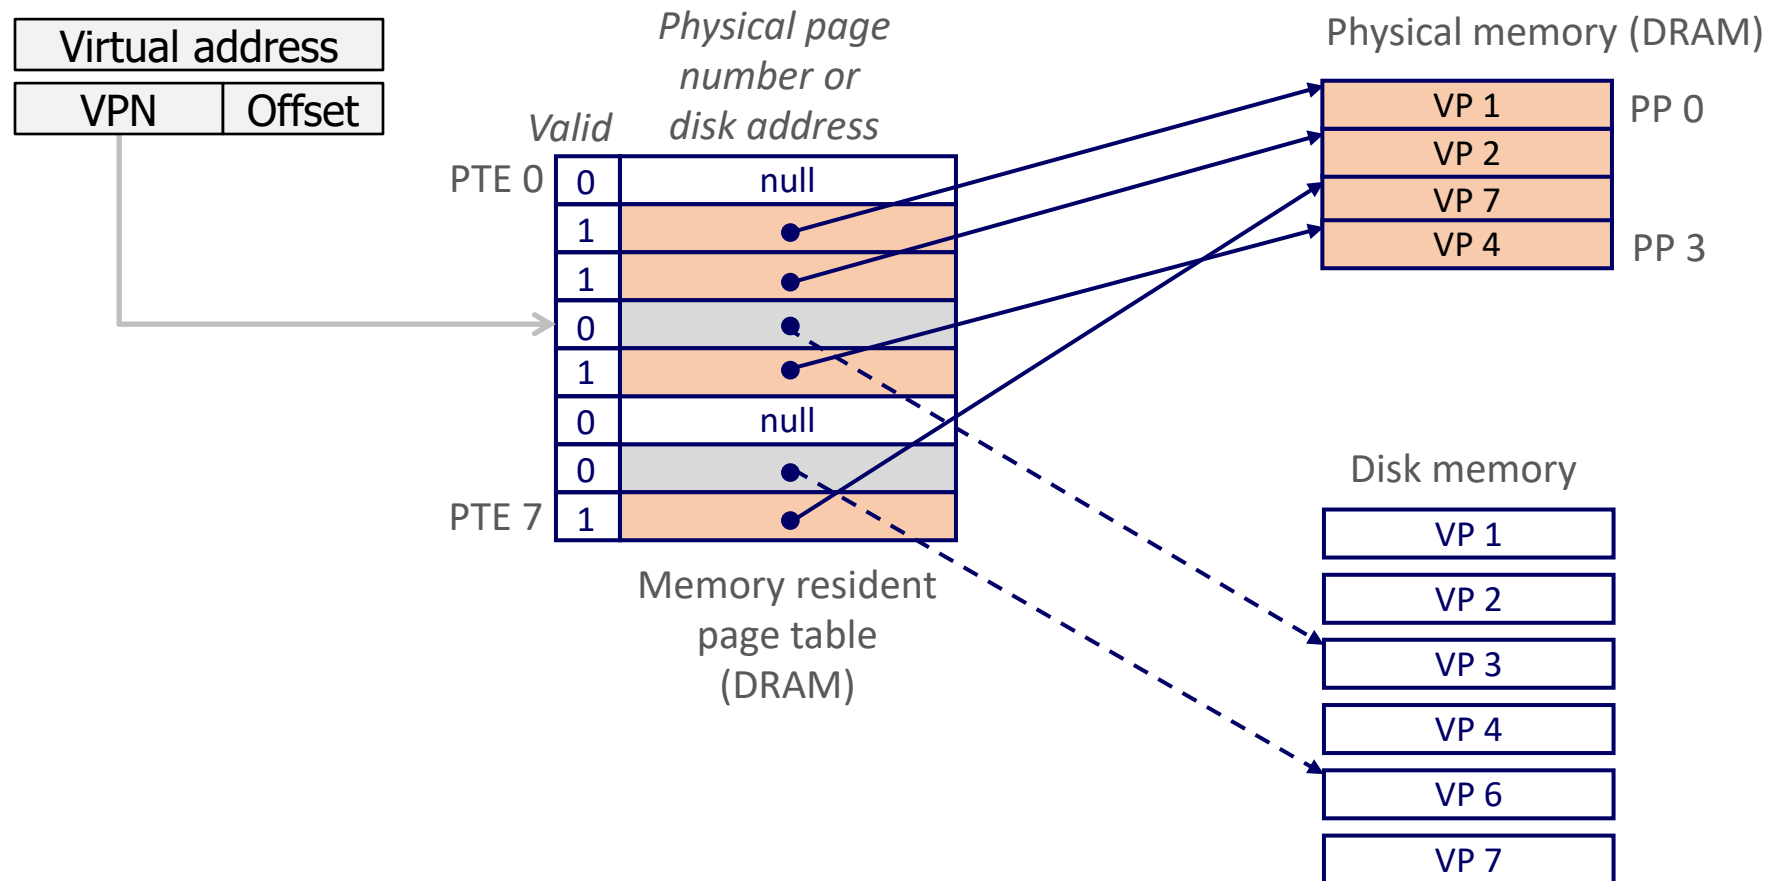 Virtual address
VPN Offset
Physical page
number or
disk address
Valid
PTE 0 0 null
1
1
0
1
0 null
0
PTE 7 1
Memory resident
page table
(DRAM)
Physical memory (DRAM)
VP 1 PP 0
VP 2
VP 7
VP 4 PP 3
Disk memory
VP 1
VP 2
VP 3
VP 4
VP 6
VP 7